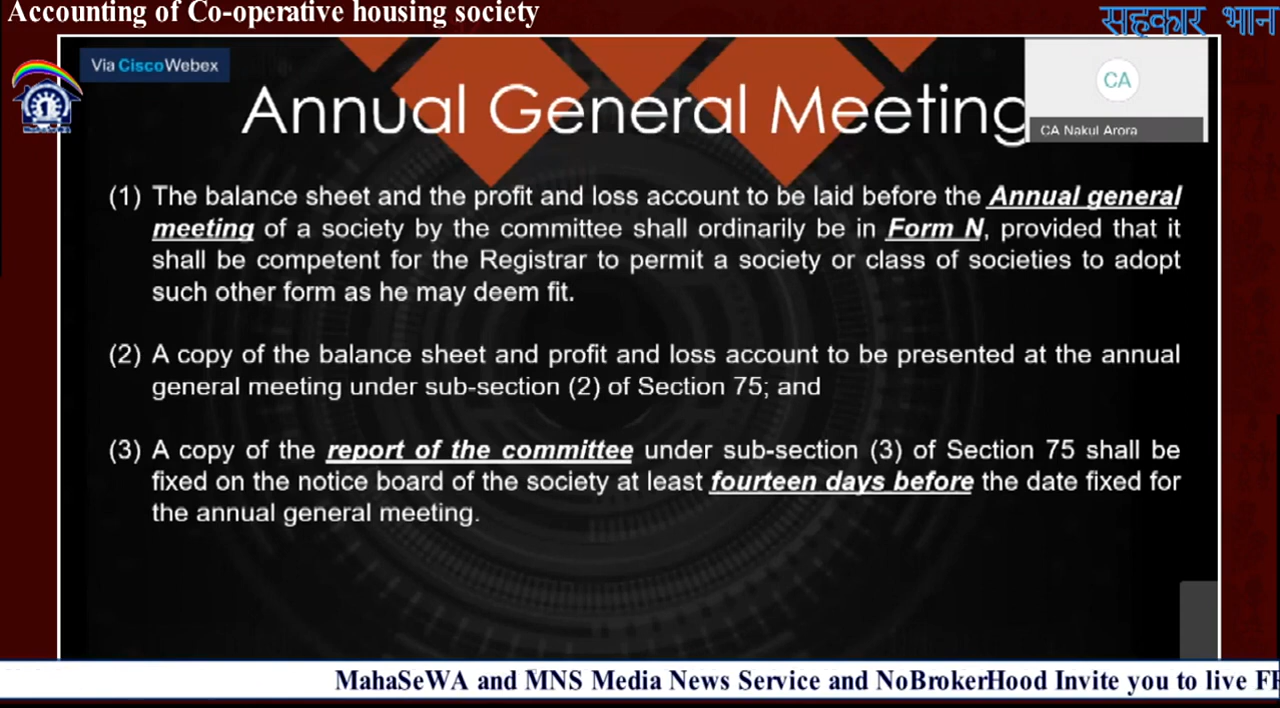 Accounting of Co-operative housing society
सहकार भान
Via CiscoWebex
CA
Annual General Meeting
CA Nakul Arora
MahaSeWA
(1) The balance sheet and the profit and loss account to be laid before the Annual general
meeting of a society by the committee shall ordinarily be in Form N, provided that it
shall be competent for the Registrar to permit a society or class of societies to adopt
such other form as he may deem fit.
(2) A copy of the balance sheet and profit and loss account to be presented at the annual
general meeting under sub-section (2) of Section 75; and
(3) A copy of the report of the committee under sub-section (3) of Section 75 shall be
fixed on the notice board of the society at least fourteen days before the date fixed for
the annual general meeting.
MahaSeWA and MNS Media News Service and NoBrokerHood Invite you to live